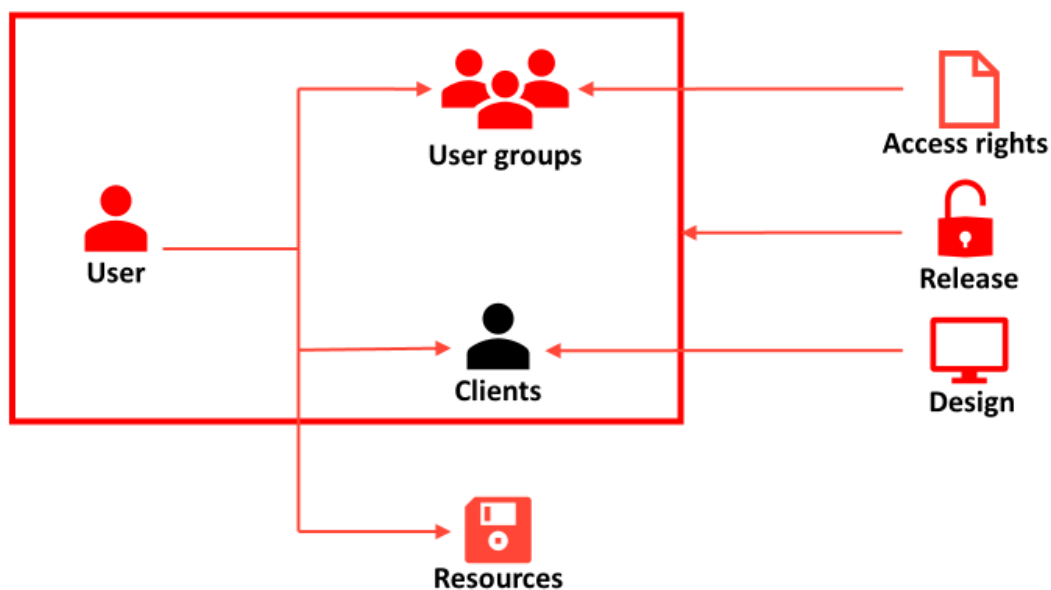 User groups
Access rights
User
Release
Clients
Design
Resources